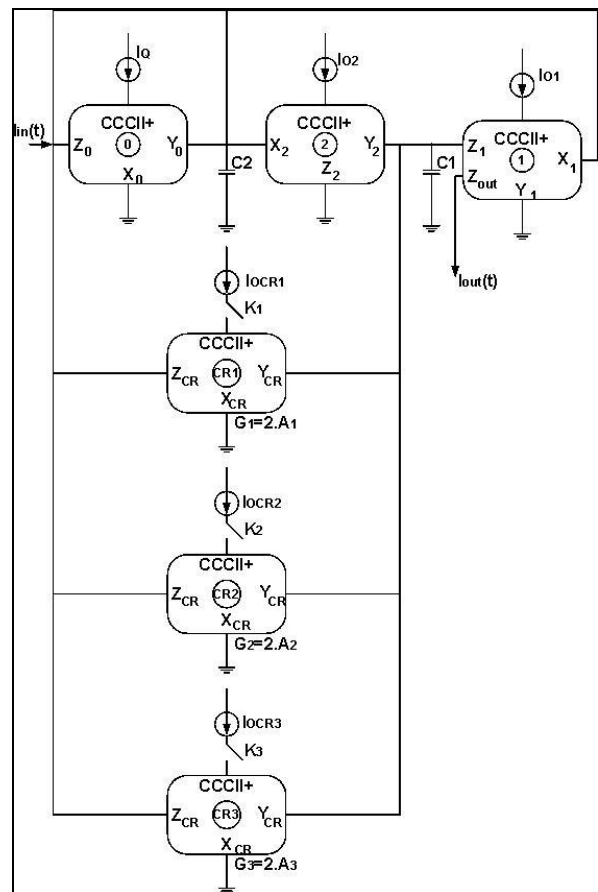 IQ
IO2
IO1
Iin(t)
CCCII+
Z0 0 Y0
X0
CCCII+
X2 2 Y2
Z2
CCCII+
Z1 1 X1
Zout Y1
C2
C1
Iout(t)
IOCR1
K1
CCCII+
ZCR CR1 YCR
XCR
G1=2.A1
IOCR2
K2
CCCII+
ZCR CR2 YCR
XCR
G2=2.A2
IOCR3
K3
CCCII+
ZCR CR3 YCR
XCR
G3=2.A3